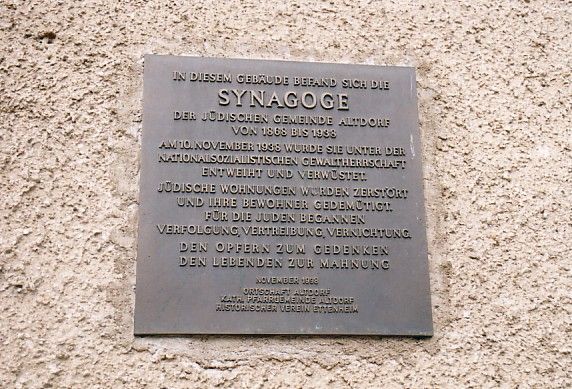 IN DIESEM GEBÄUDE BEFAND SICH DIE
SYNAGOGE
DER JÜDISCHEN GEMEINDE ALTDORF
VON 1868 BIS 1938
AM 10. NOVEMBER 1938 WURDE SIE UNTER DER
NATIONALSOZIALISTISCHEN GEWALTHERRSCHAFT
ENTWEIHT UND VERWÜSTET.
JÜDISCHE WOHNUNGEN WURDEN ZERSTÖRT
UND IHRE BEWOHNER GEDEMÜTIGT.
FÜR DIE JUDEN BEGANNEN
VERFOLGUNG, VERTREIBUNG, VERNICHTUNG.
DEN OPFERN ZUM GEDENKEN
DEN LEBENDEN ZUR MAHNUNG
NOVEMBER 1988
ORTSCHAFT ALTDORF
KATH. PFARRGEMEINDE ALTDORF
HISTORISCHER VEREIN ETTENHEIM